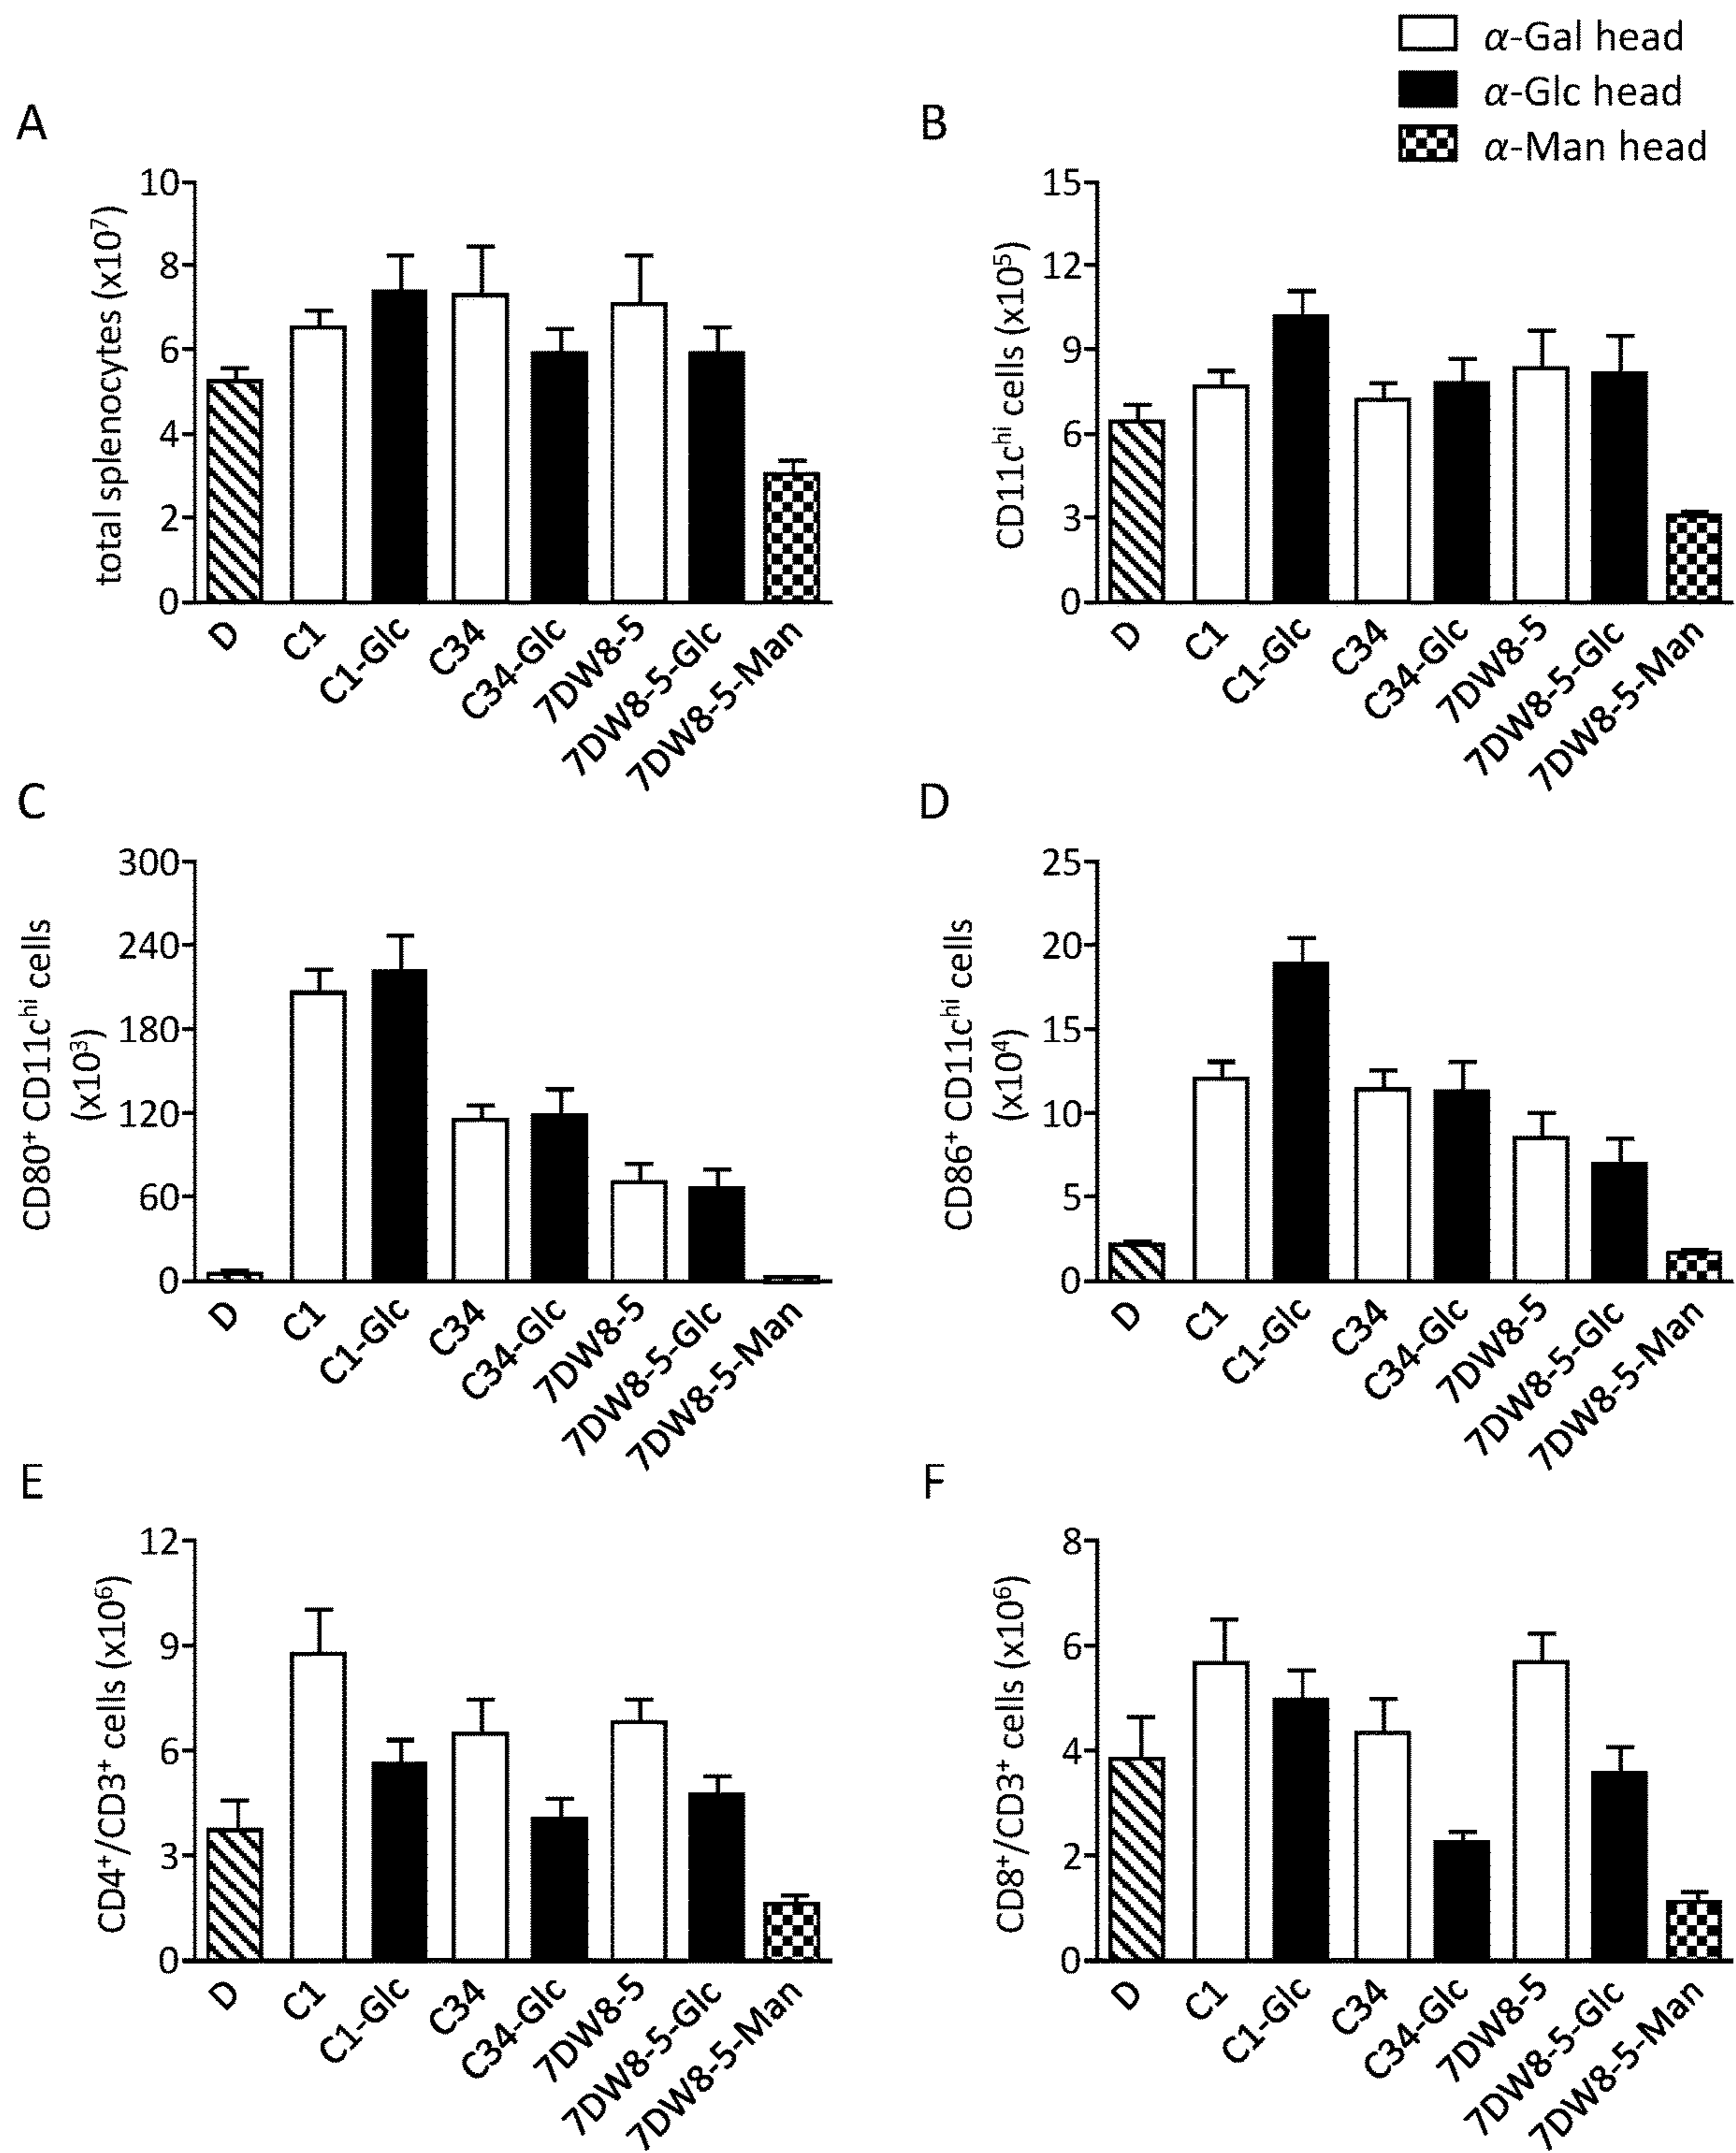 α-Gal head
α-Glc head
α-Man head
A
total splenocytes (x10⁷)
10
8
6
4
2
0
D
C1
C1-Glc
C34
C34-Glc
7DW8-5
7DW8-5-Glc
7DW8-5-Man
B
CD11cʰⁱ cells (x10⁵)
15
12
9
6
3
0
D
C1
C1-Glc
C34
C34-Glc
7DW8-5
7DW8-5-Glc
7DW8-5-Man
C
CD80⁺ CD11cʰⁱ cells
(x10³)
300
240
180
120
60
0
D
C1
C1-Glc
C34
C34-Glc
7DW8-5
7DW8-5-Glc
7DW8-5-Man
D
CD86⁺ CD11cʰⁱ cells
(x10⁴)
25
20
15
10
5
0
D
C1
C1-Glc
C34
C34-Glc
7DW8-5
7DW8-5-Glc
7DW8-5-Man
E
CD4⁺/CD3⁺ cells (x10⁶)
12
9
6
3
0
D
C1
C1-Glc
C34
C34-Glc
7DW8-5
7DW8-5-Glc
7DW8-5-Man
F
CD8⁺/CD3⁺ cells (x10⁶)
8
6
4
2
0
D
C1
C1-Glc
C34
C34-Glc
7DW8-5
7DW8-5-Glc
7DW8-5-Man